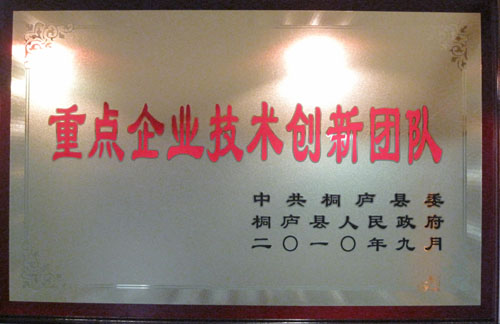 重点企业技术创新团队
中共桐庐县委
桐庐县人民政府
二〇一〇年九月